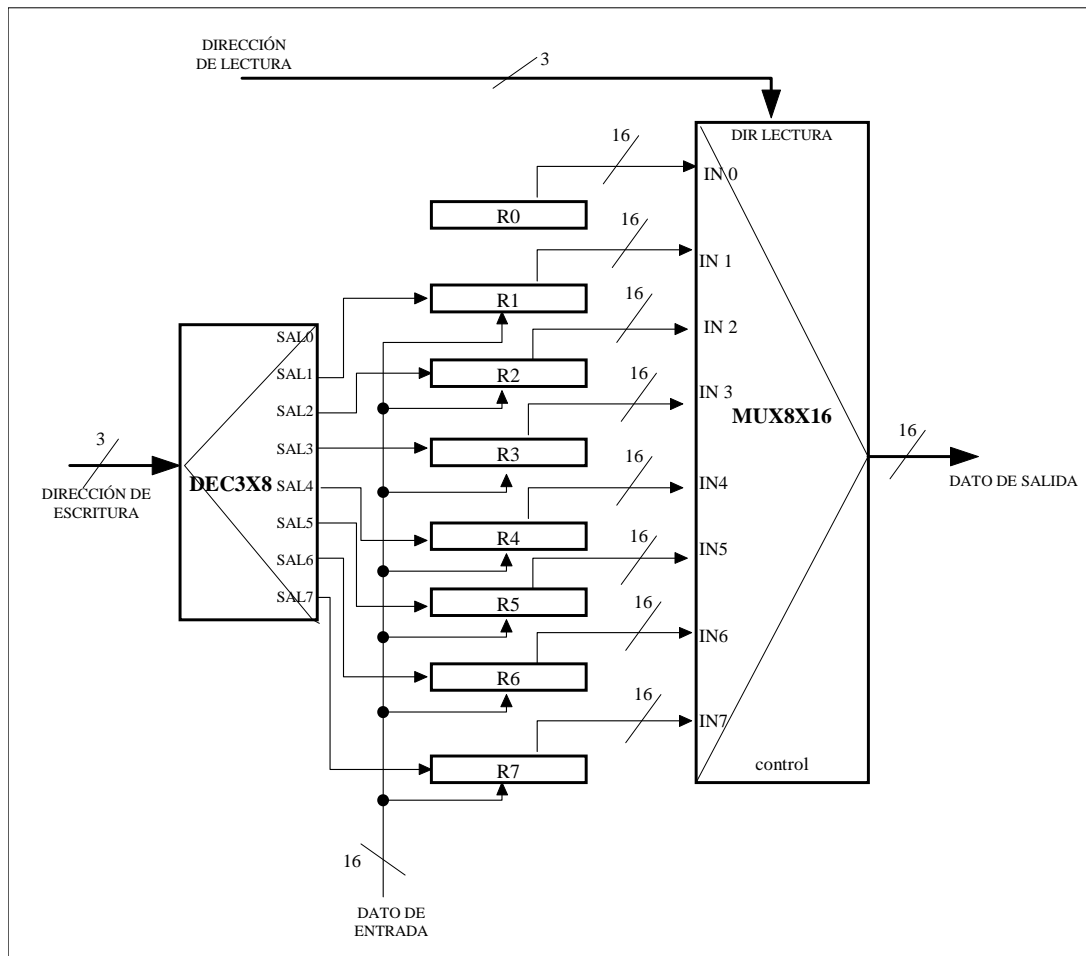 DIRECCIÓN
DE LECTURA
3
DIR LECTURA
16
IN 0
R0
16
IN 1
R1
16
IN 2
R2
16
IN 3
R3
16
IN4
R4
16
IN5
R5
16
IN6
R6
16
IN7
R7
SAL0
SAL1
SAL2
SAL3
SAL4
SAL5
SAL6
SAL7
DEC3X8
3
DIRECCIÓN DE
ESCRITURA
MUX8X16
16
DATO DE SALIDA
control
16
DATO DE
ENTRADA